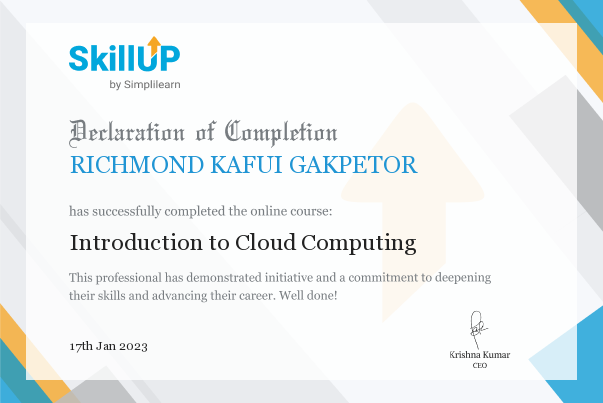 SkillUP
by Simplilearn
Declaration of Completion
RICHMOND KAFUI GAKPETOR
has successfully completed the online course:
Introduction to Cloud Computing
This professional has demonstrated initiative and a commitment to deepening
their skills and advancing their career. Well done!
17th Jan 2023
Krishna Kumar
CEO